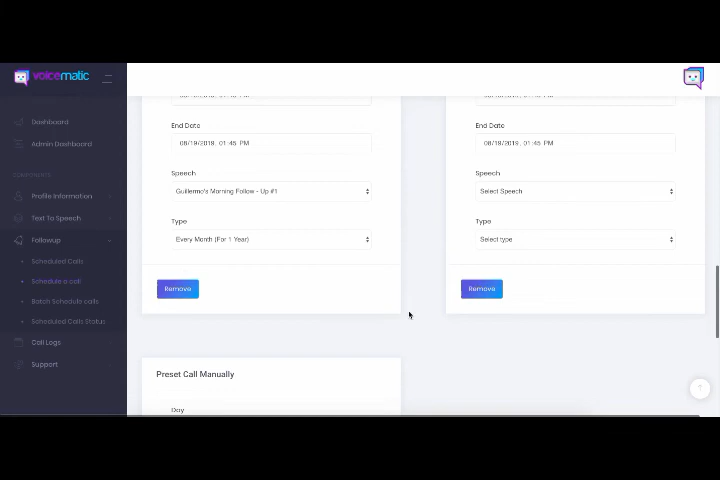 voicematic
Dashboard
Admin Dashboard
COMPONENTS
Profile Information
Text To Speech
Followup
Scheduled Calls
Schedule a call
Batch Schedule calls
Scheduled Calls Status
Call Logs
Support
End Date
08/19/2019, 01:45 PM
Speech
Guillermo's Morning Follow - Up #1
Type
Every Month (For 1 Year)
Remove
End Date
08/19/2019, 01:45 PM
Speech
Select Speech
Type
Select type
Remove
Preset Call Manually
Day